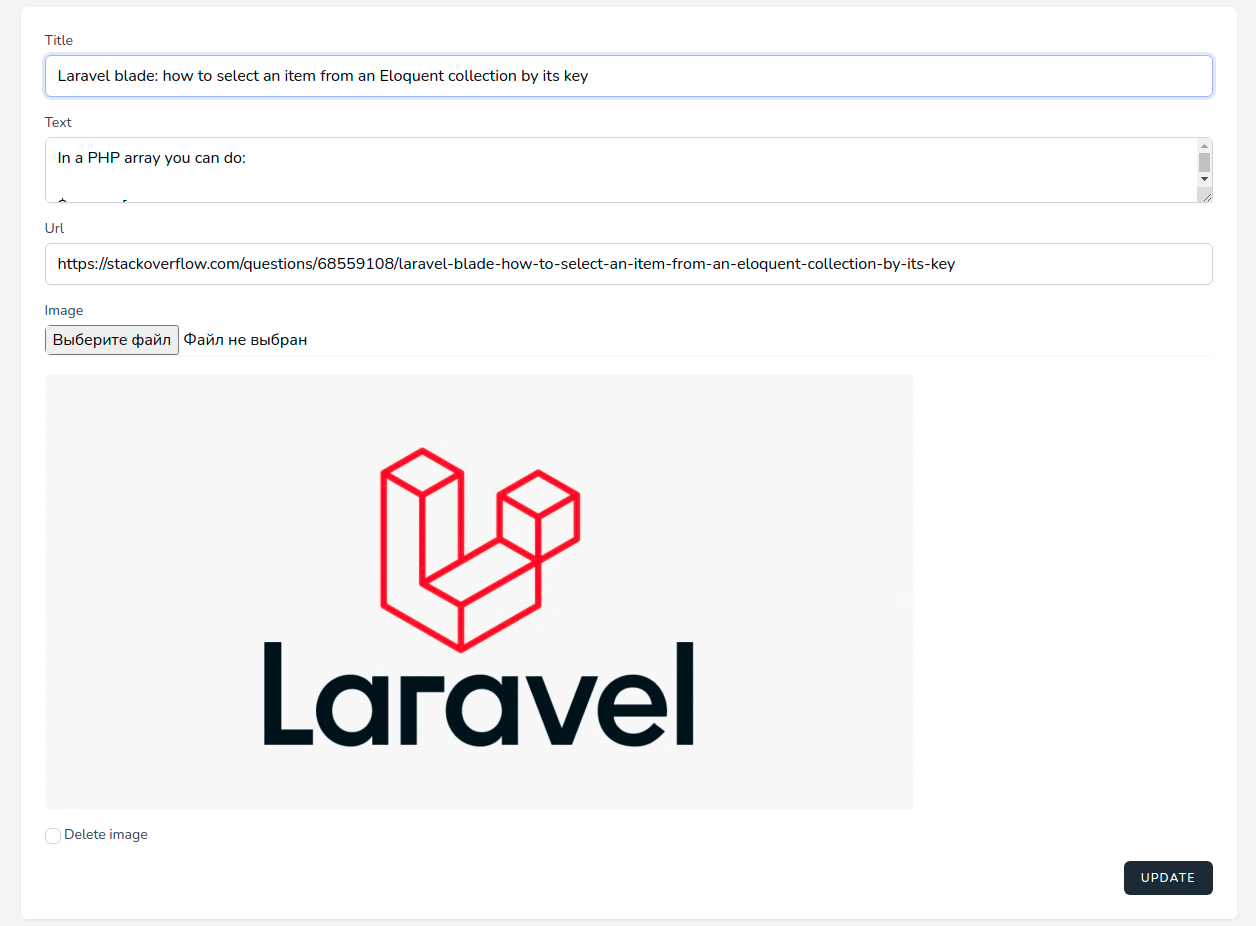 Title
Laravel blade: how to select an item from an Eloquent collection by its key
Text
In a PHP array you can do:
Url
https://stackoverflow.com/questions/68559108/laravel-blade-how-to-select-an-item-from-an-eloquent-collection-by-its-key
Image
Выберите файл Файл не выбран
Laravel
Delete image
UPDATE